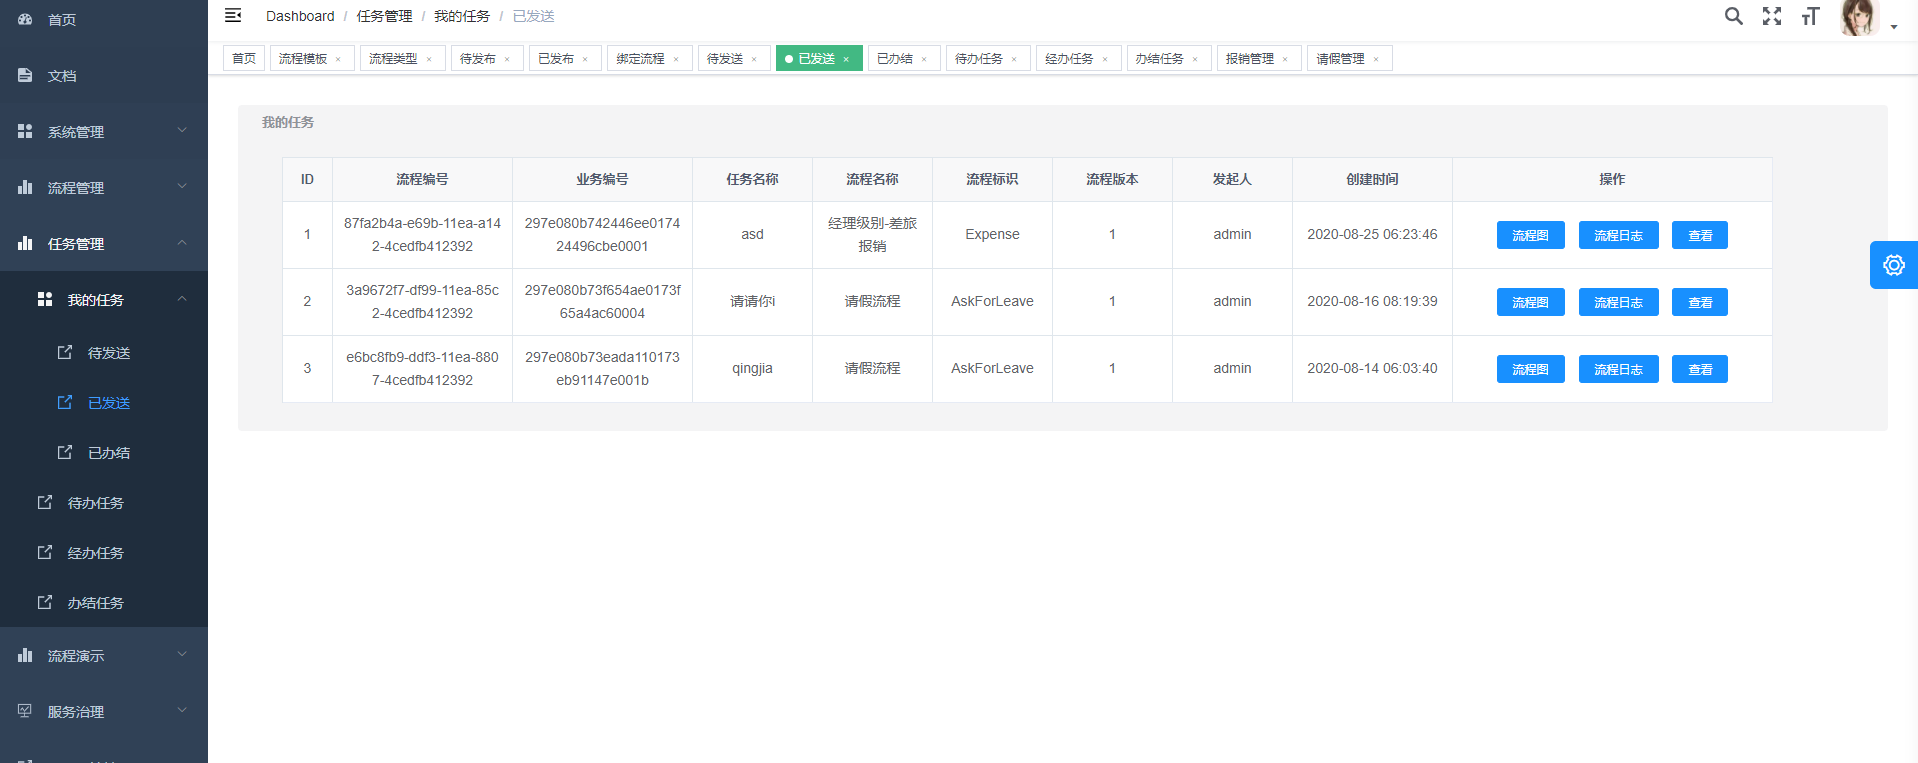 首页
文档
系统管理
流程管理
任务管理
我的任务
待发送
已发送
已办结
待办任务
经办任务
办结任务
流程演示
服务治理
Dashboard / 任务管理 / 我的任务 / 已发送
首页 流程模板 × 流程类型 × 待发布 × 已发布 × 绑定流程 × 待发送 × 已发送 × 已办结 × 待办任务 × 经办任务 × 办结任务 × 报销管理 × 请假管理 ×
我的任务
ID 流程编号 业务编号 任务名称 流程名称 流程标识 流程版本 发起人 创建时间 操作
1 87fa2b4a-e69b-11ea-a14 297e080b742446ee0174 asd 经理级别-差旅 Expense 1 admin 2020-08-25 06:23:46 流程图 流程日志 查看
2-4cedfb412392 24496cbe0001 报销
2 3a9672f7-df99-11ea-85c 297e080b73f654ae0173f 请请你i 请假流程 AskForLeave 1 admin 2020-08-16 08:19:39 流程图 流程日志 查看
2-4cedfb412392 65a4ac60004
3 e6bc8fb9-ddf3-11ea-880 297e080b73eada110173 qingjia 请假流程 AskForLeave 1 admin 2020-08-14 06:03:40 流程图 流程日志 查看
7-4cedfb412392 eb91147e001b